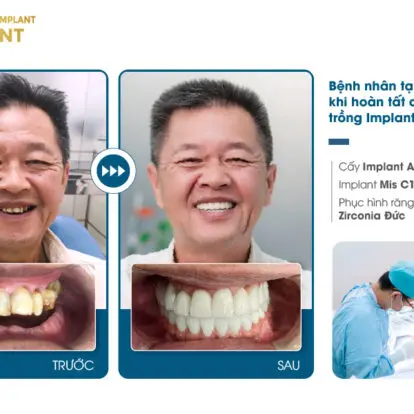 IMPLANT
NT
Bệnh nhân tạ
khi hoàn tất
trồng Implant
Cấy Implant A
Implant Mis C1
Phục hình răng
Zirconia Đức
TRƯỚC
SAU